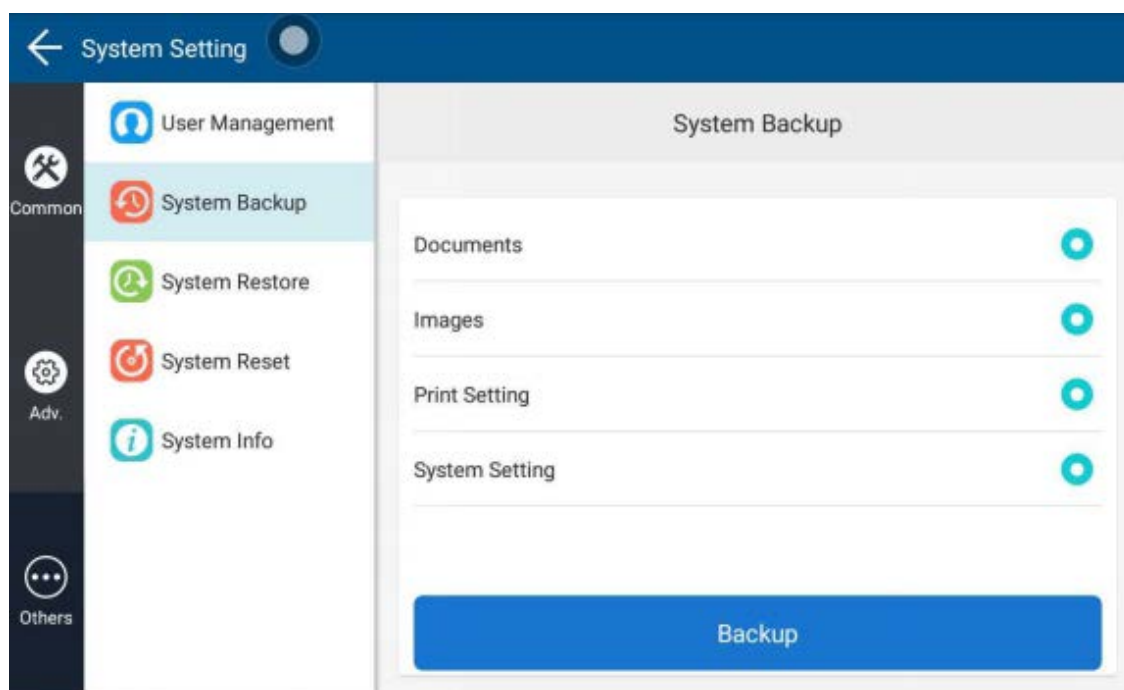 System Setting
Common
Adv.
Others
User Management
System Backup
System Restore
System Reset
System Info
System Backup
Documents
Images
Print Setting
System Setting
Backup